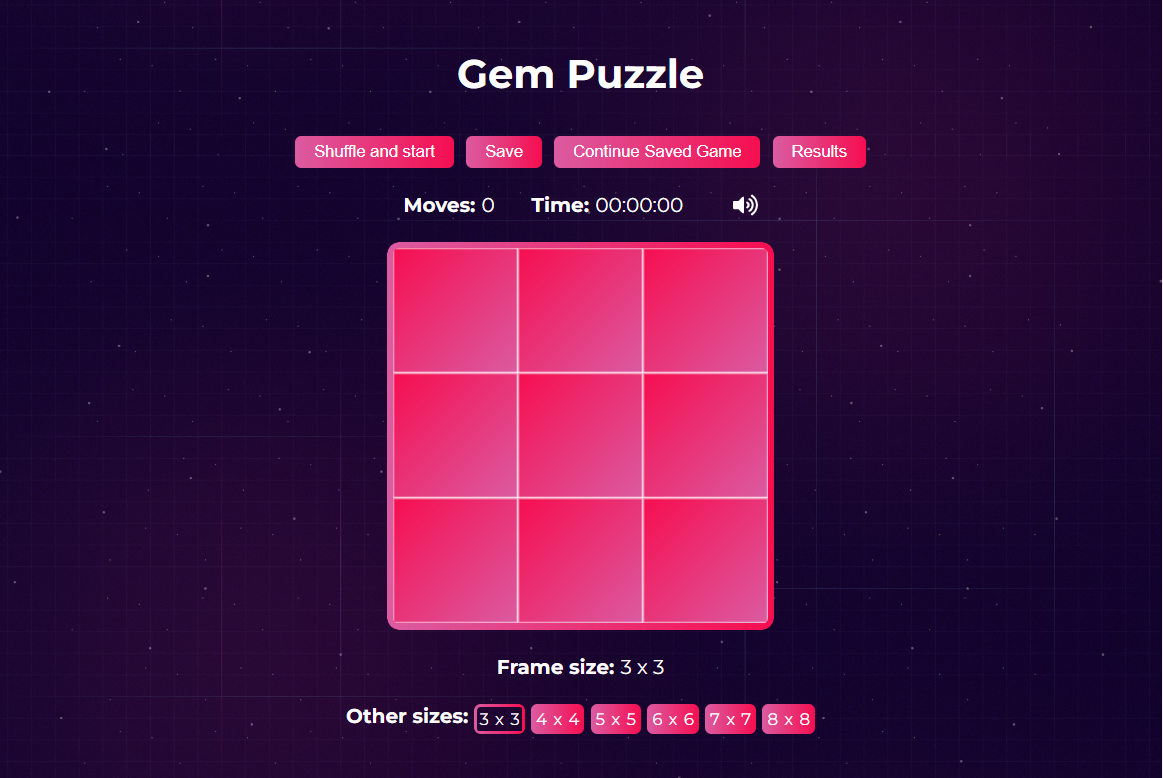 Gem Puzzle
Shuffle and start Save Continue Saved Game Results
Moves: 0 Time: 00:00:00
Frame size: 3 x 3
Other sizes: 3 x 3 4 x 4 5 x 5 6 x 6 7 x 7 8 x 8